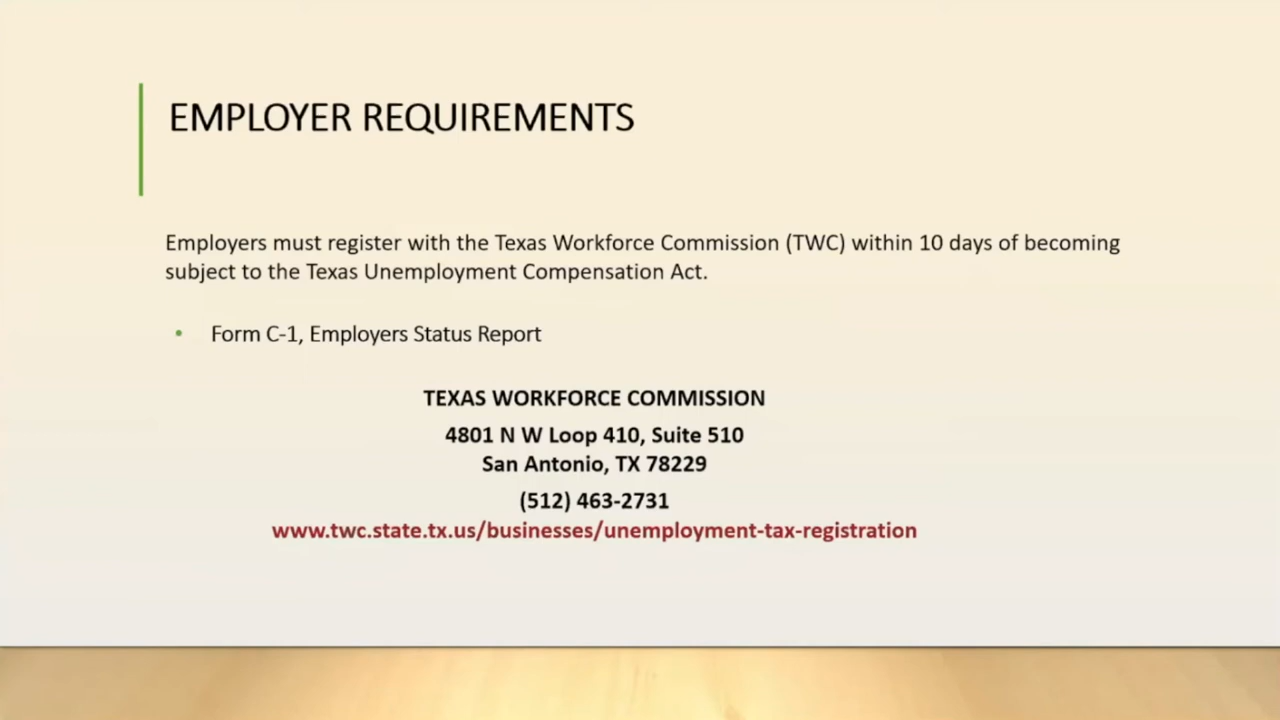 EMPLOYER REQUIREMENTS
Employers must register with the Texas Workforce Commission (TWC) within 10 days of becoming
subject to the Texas Unemployment Compensation Act.
• Form C-1, Employers Status Report
TEXAS WORKFORCE COMMISSION
4801 N W Loop 410, Suite 510
San Antonio, TX 78229
(512) 463-2731
www.twc.state.tx.us/businesses/unemployment-tax-registration